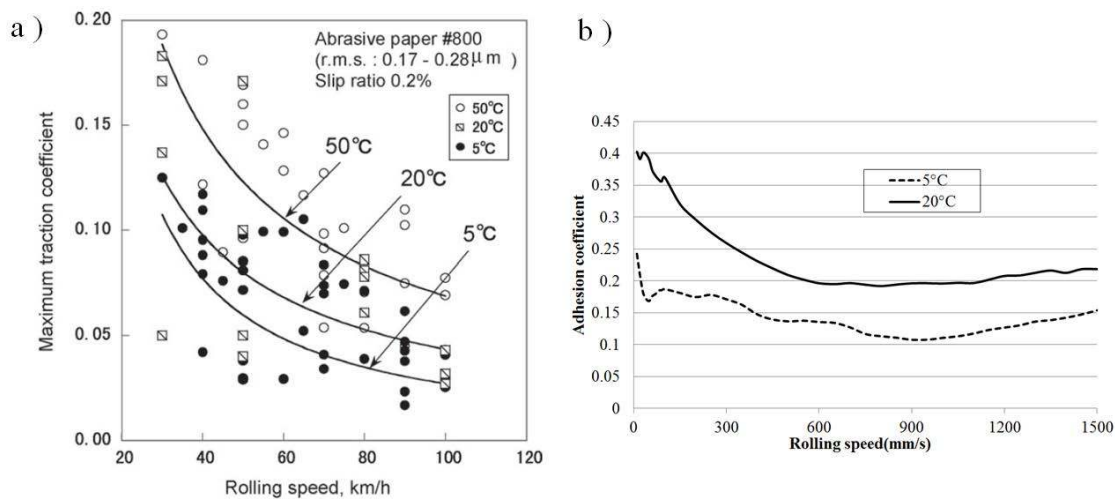 a )
Abrasive paper #800
(r.m.s. : 0.17 - 0.28μm )
Slip ratio 0.2%
50℃
20℃
5℃
50℃
20℃
5℃
0.20
0.15
0.10
0.05
0.00
Maximum traction coefficient
20 40 60 80 100 120
Rolling speed, km/h
b )
0.45
0.4
0.35
0.3
0.25
0.2
0.15
0.1
0.05
0
Adhesion coefficient
5°C
20°C
0 300 600 900 1200 1500
Rolling speed(mm/s)